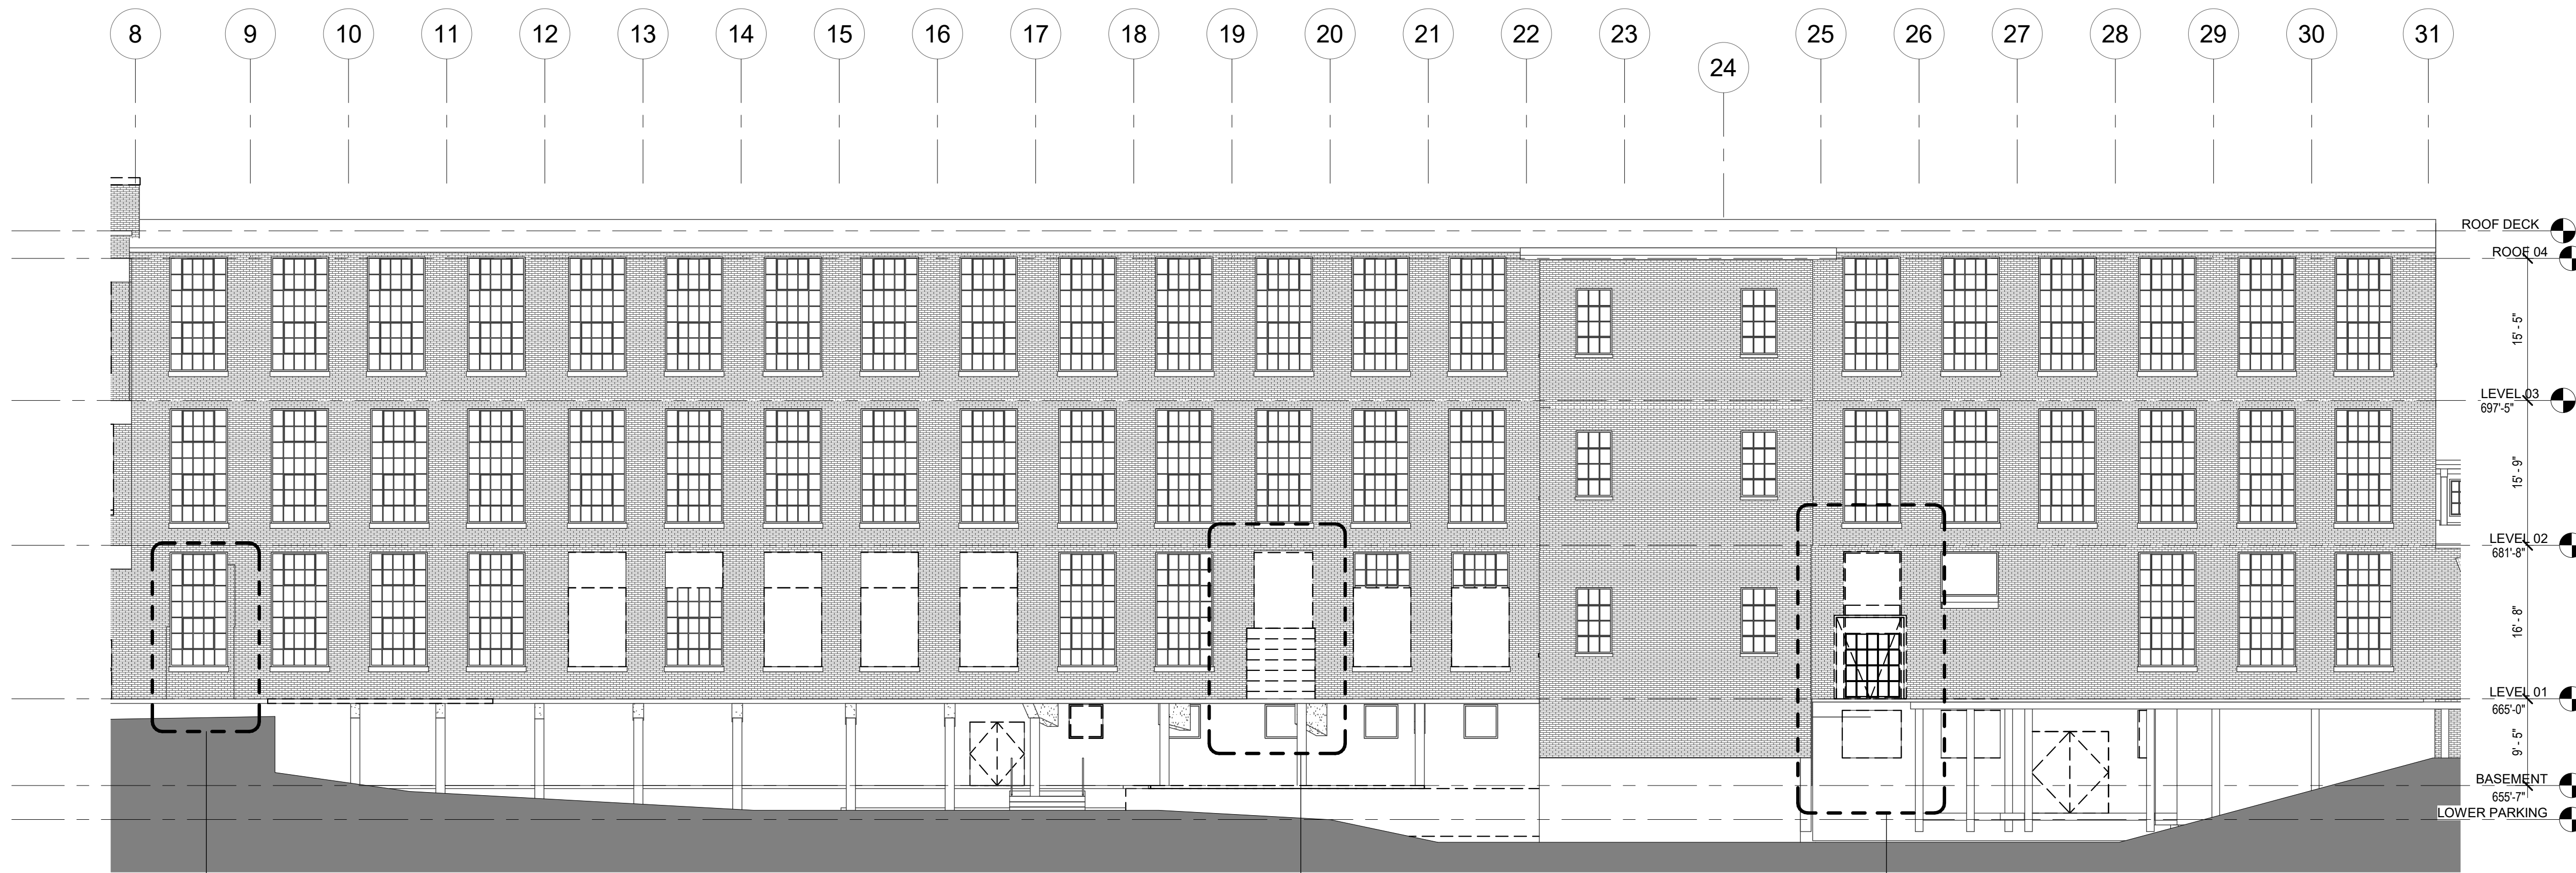 8 9 10 11 12 13 14 15 16 17 18 19 20 21 22 23 24 25 26 27 28 29 30 31
ROOF DECK
ROOF 04
15' - 5"
LEVEL 03
697'-5"
15' - 9"
LEVEL 02
681'-8"
16' - 8"
LEVEL 01
665'-0"
9' - 5"
BASEMENT
655'-7"
LOWER PARKING